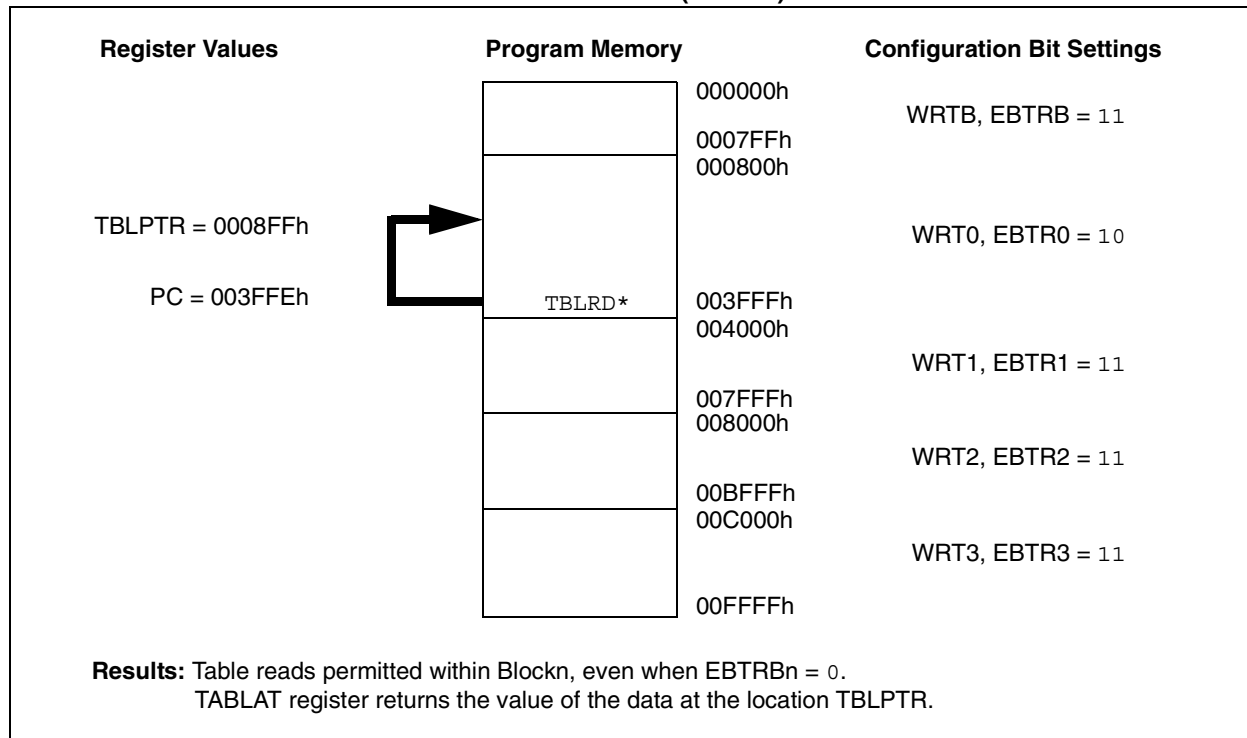 Register Values Program Memory Configuration Bit Settings
000000h
WRTB, EBTRB = 11
0007FFh
000800h
TBLPTR = 0008FFh
WRT0, EBTR0 = 10
PC = 003FFEh
TBLRD*
003FFFh
004000h
WRT1, EBTR1 = 11
007FFFh
008000h
WRT2, EBTR2 = 11
00BFFFh
00C000h
WRT3, EBTR3 = 11
00FFFFh
Results: Table reads permitted within Blockn, even when EBTRBn = 0.
TABLAT register returns the value of the data at the location TBLPTR.